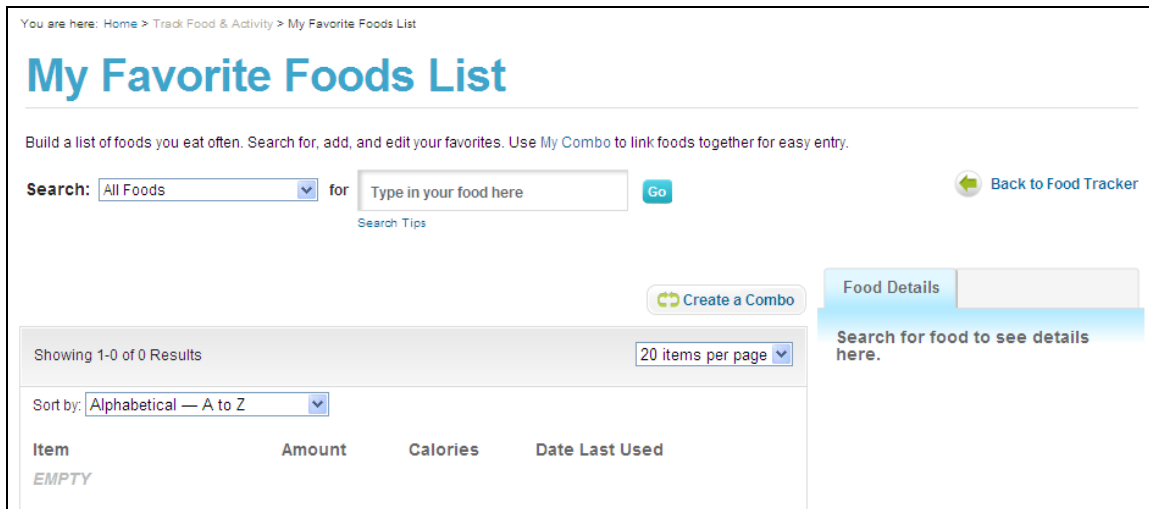 You are here: Home > Track Food & Activity > My Favorite Foods List
My Favorite Foods List
Build a list of foods you eat often. Search for, add, and edit your favorites. Use My Combo to link foods together for easy entry.
Search: All Foods for Type in your food here Go Back to Food Tracker
Search Tips
Create a Combo
Food Details
Showing 1-0 of 0 Results 20 items per page
Search for food to see details
here.
Sort by: Alphabetical — A to Z
Item Amount Calories Date Last Used
EMPTY